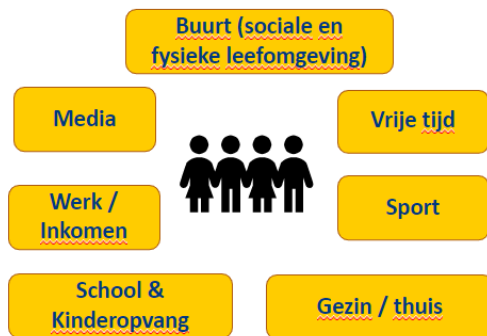 Buurt (sociale en
fysieke leefomgeving)
Media
Vrije tijd
Werk /
Inkomen
Sport
School &
Kinderopvang
Gezin / thuis